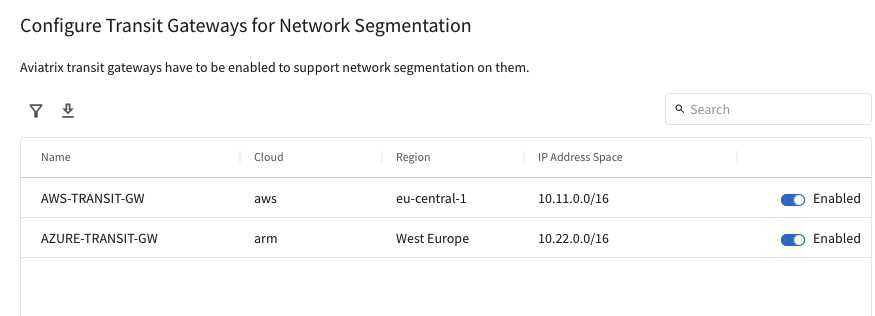 Configure Transit Gateways for Network Segmentation
Aviatrix transit gateways have to be enabled to support network segmentation on them.
Search
Name Cloud Region IP Address Space
AWS-TRANSIT-GW aws eu-central-1 10.11.0.0/16 Enabled
AZURE-TRANSIT-GW arm West Europe 10.22.0.0/16 Enabled